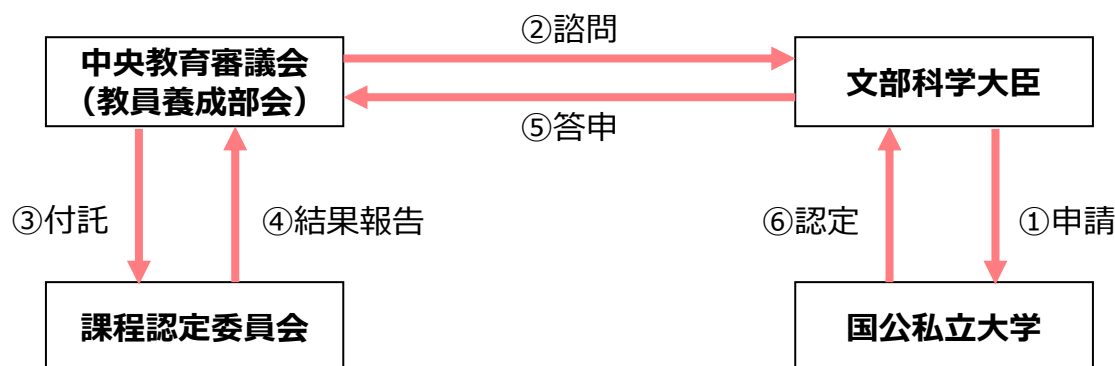 ②諮問
中央教育審議会
（教員養成部会）
文部科学大臣
⑤答申
③付託
④結果報告
⑥認定
①申請
課程認定委員会
国公私立大学